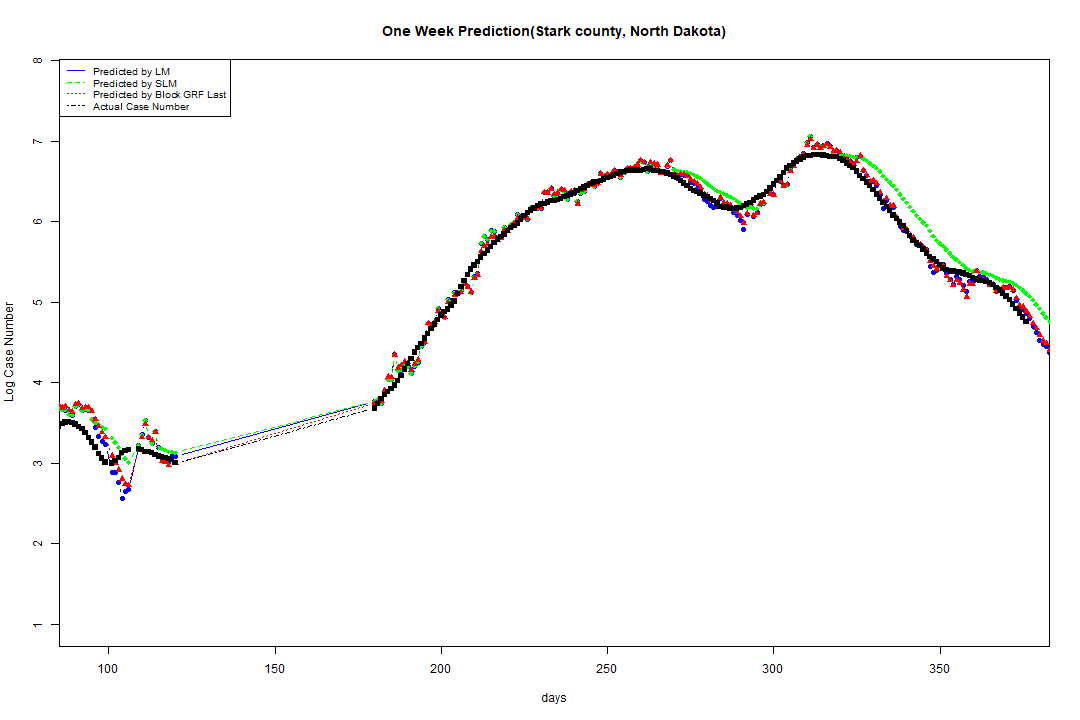 One Week Prediction(Stark county, North Dakota)
Predicted by LM
Predicted by SLM
Predicted by Block GRF Last
Actual Case Number
Log Case Number
8
7
6
5
4
3
2
1
100 150 200 250 300 350
days